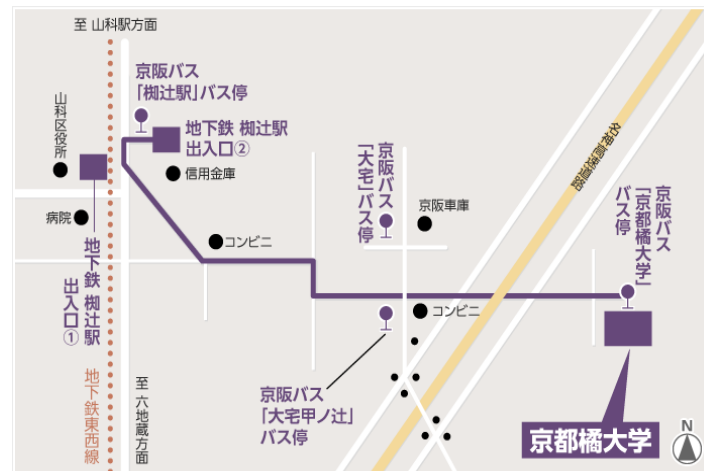 至 山科駅方面
京阪バス
「椥辻駅」バス停
地下鉄 椥辻駅
出入口②
山科区役所
信用金庫
病院
コンビニ
地下鉄 椥辻駅
出入口①
地下鉄東西線
至 六地蔵方面
京阪バス
「大宅」バス停
京阪車庫
名神高速道路
京阪バス
「京都橘大学」
バス停
コンビニ
京阪バス
「大宅甲ノ辻」
バス停
京都橘大学
N